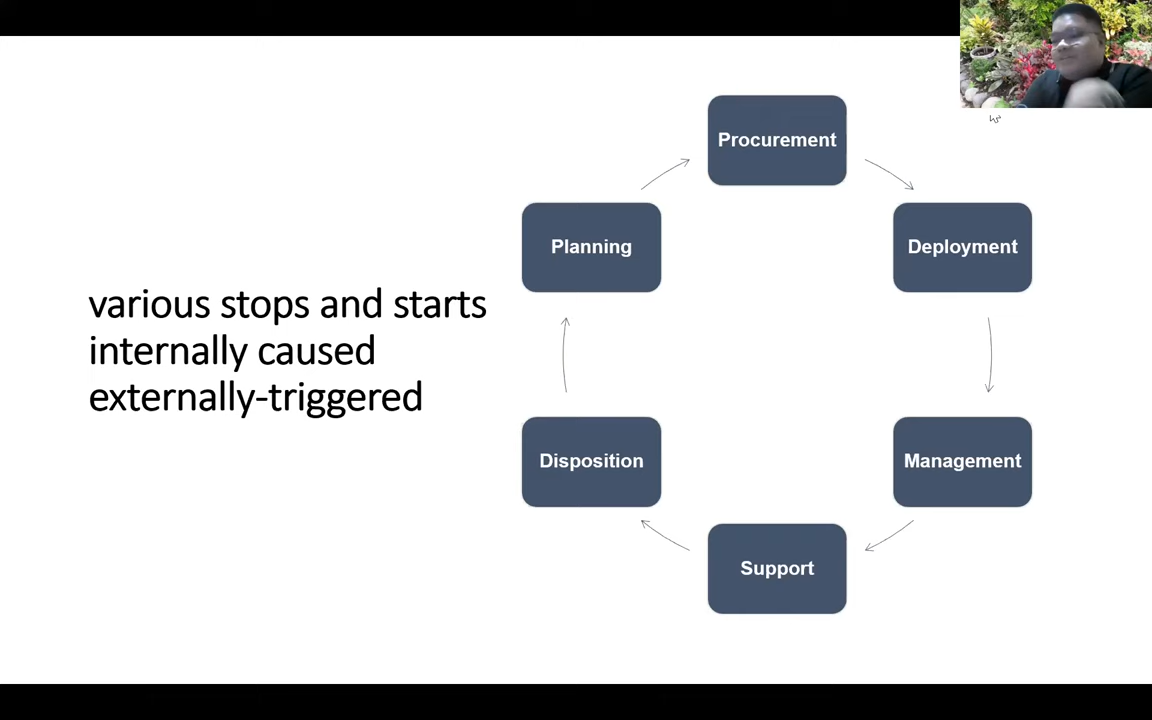 various stops and starts
internally caused
externally-triggered
Procurement
Deployment
Management
Support
Disposition
Planning